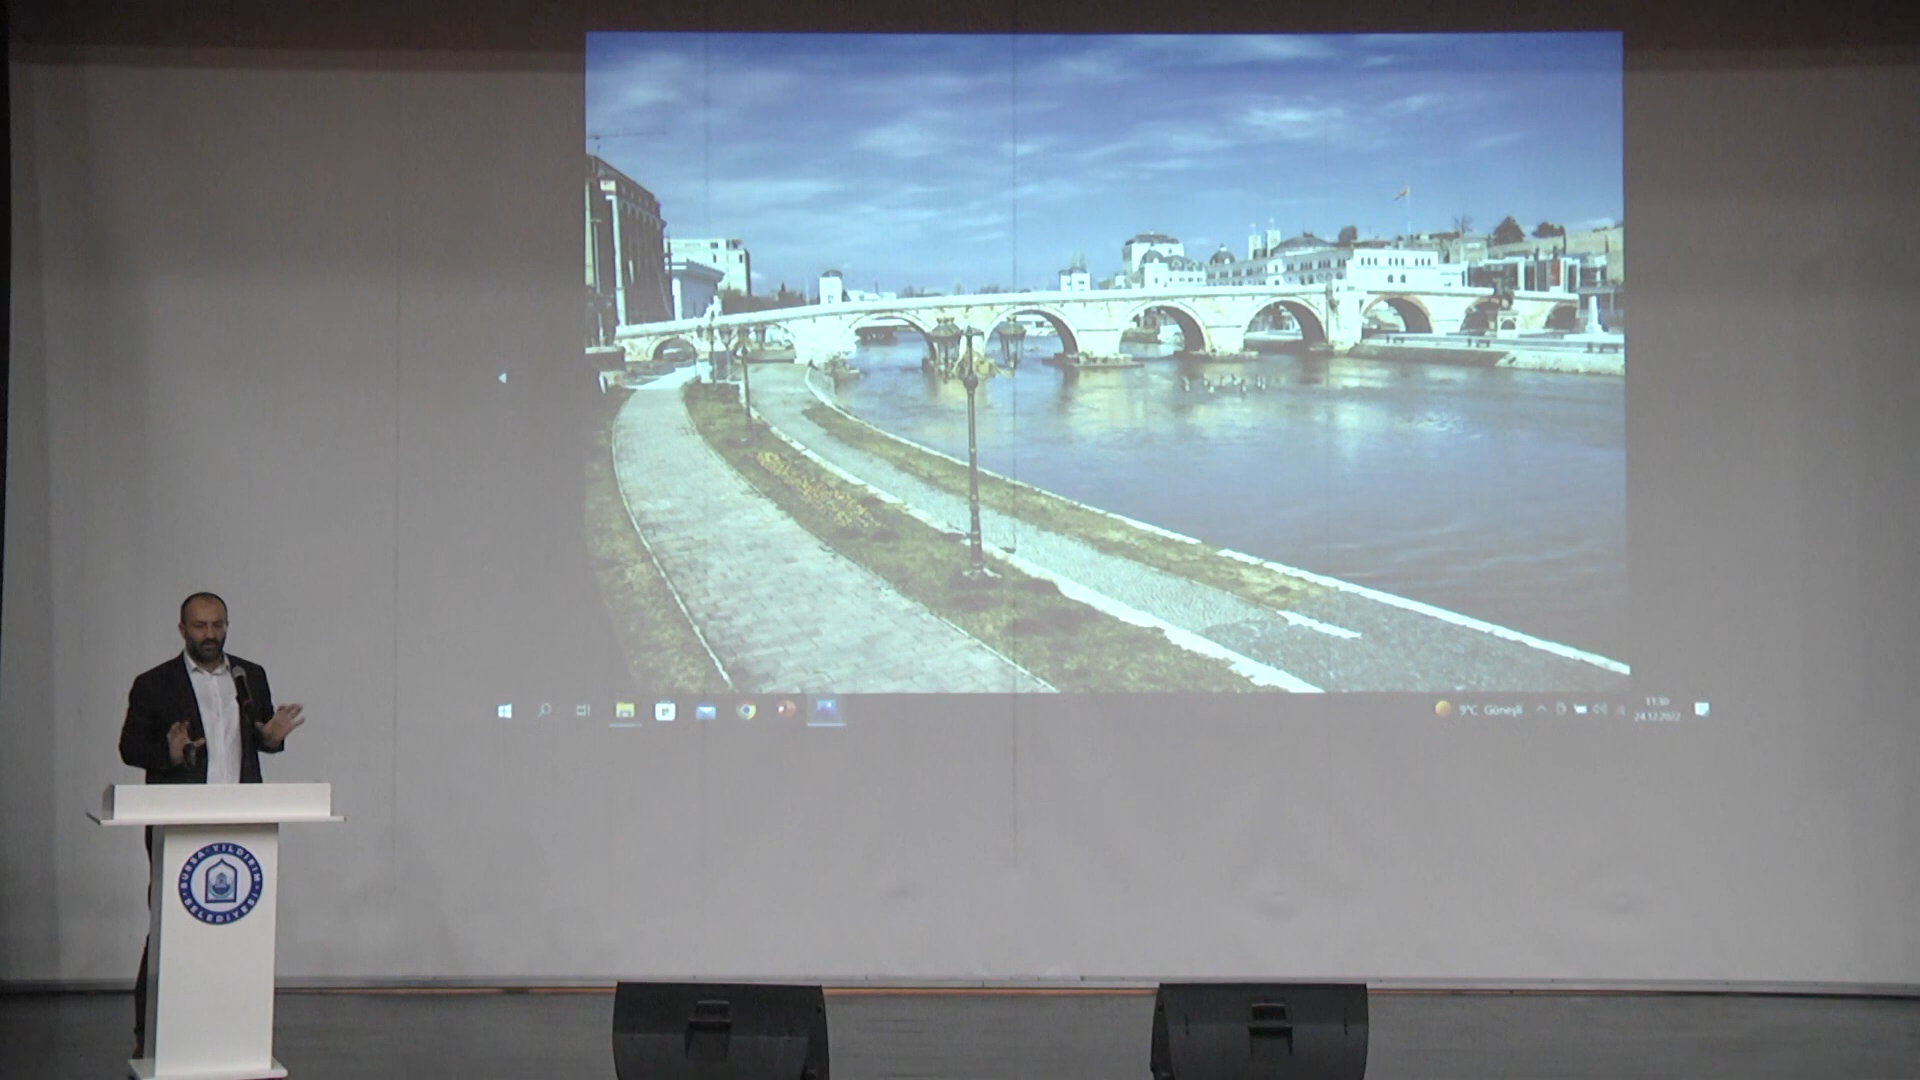 9°C Güneşli
11:30
24.12.2022
BURSA · YILDIRIM
BELEDİYESİ